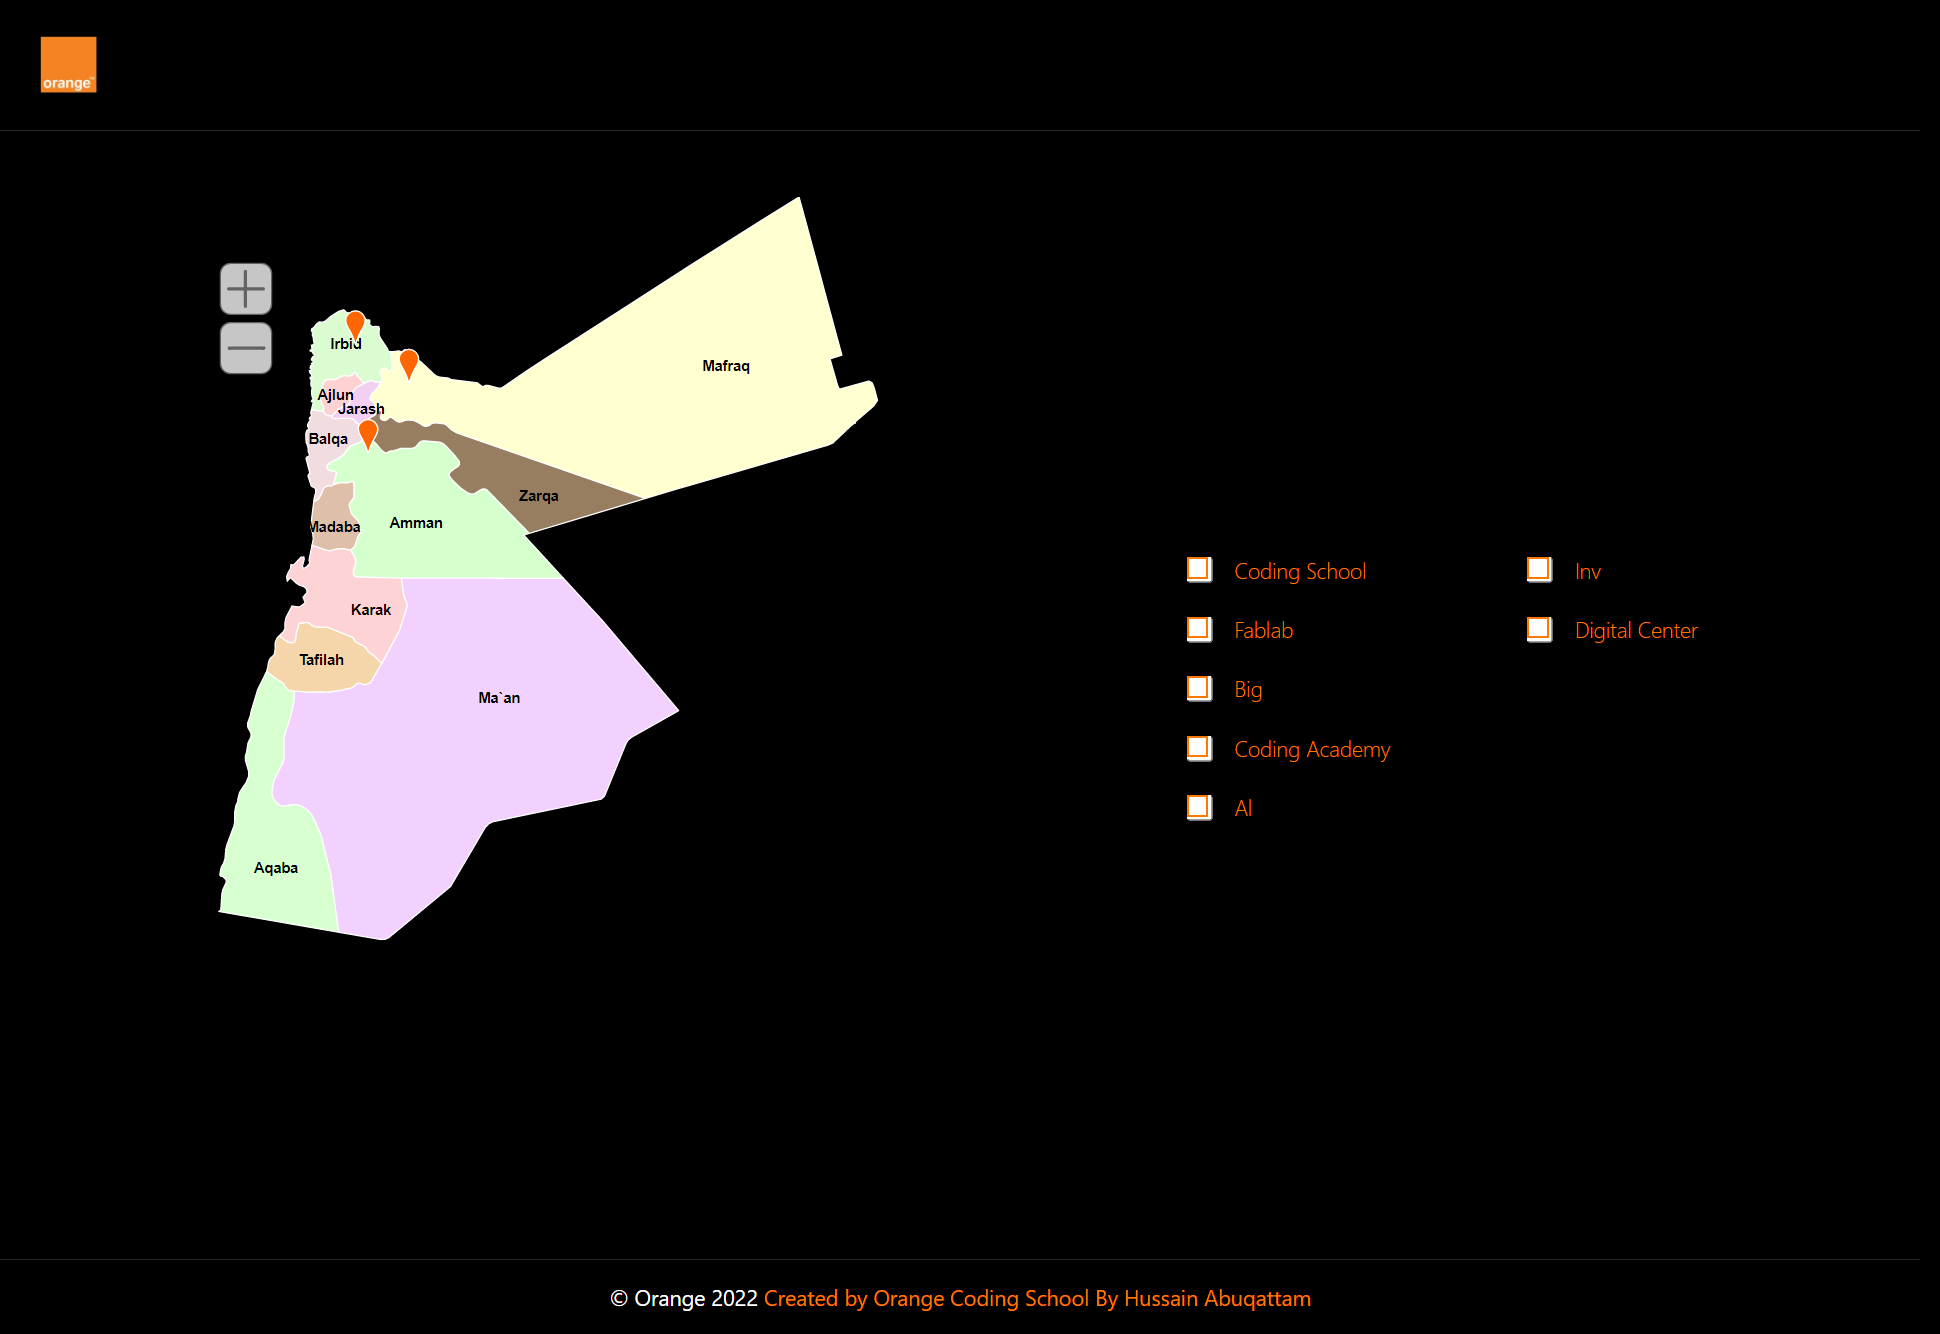 orange™
Irbid
Mafraq
Ajlun
Jarash
Balqa
Zarqa
Madaba
Amman
Karak
Tafilah
Ma`an
Aqaba
Coding School
Inv
Fablab
Digital Center
Big
Coding Academy
AI
© Orange 2022 Created by Orange Coding School By Hussain Abuqattam